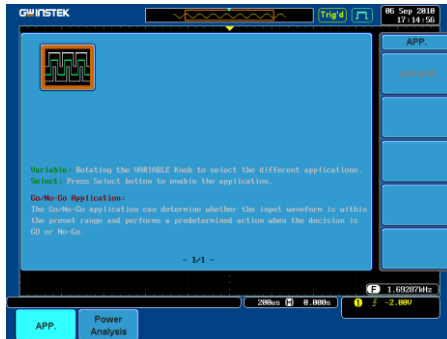 GWINSTEK
Trig'd
06 Sep 2010
17:14:56
APP.
Variable: Rotating the VARIABLE Knob to select the different applications.
Select: Press Select button to enable the application.
Go/No-Go Application:
The Go/No-Go application can determine whether the input waveform is within
the preset range and performs a predetermined action when the decision is
GO or No-Go.
- 1/1 -
F 1.69287kHz
200us H 0.000s
1 f -2.00V
APP.
Power
Analysis